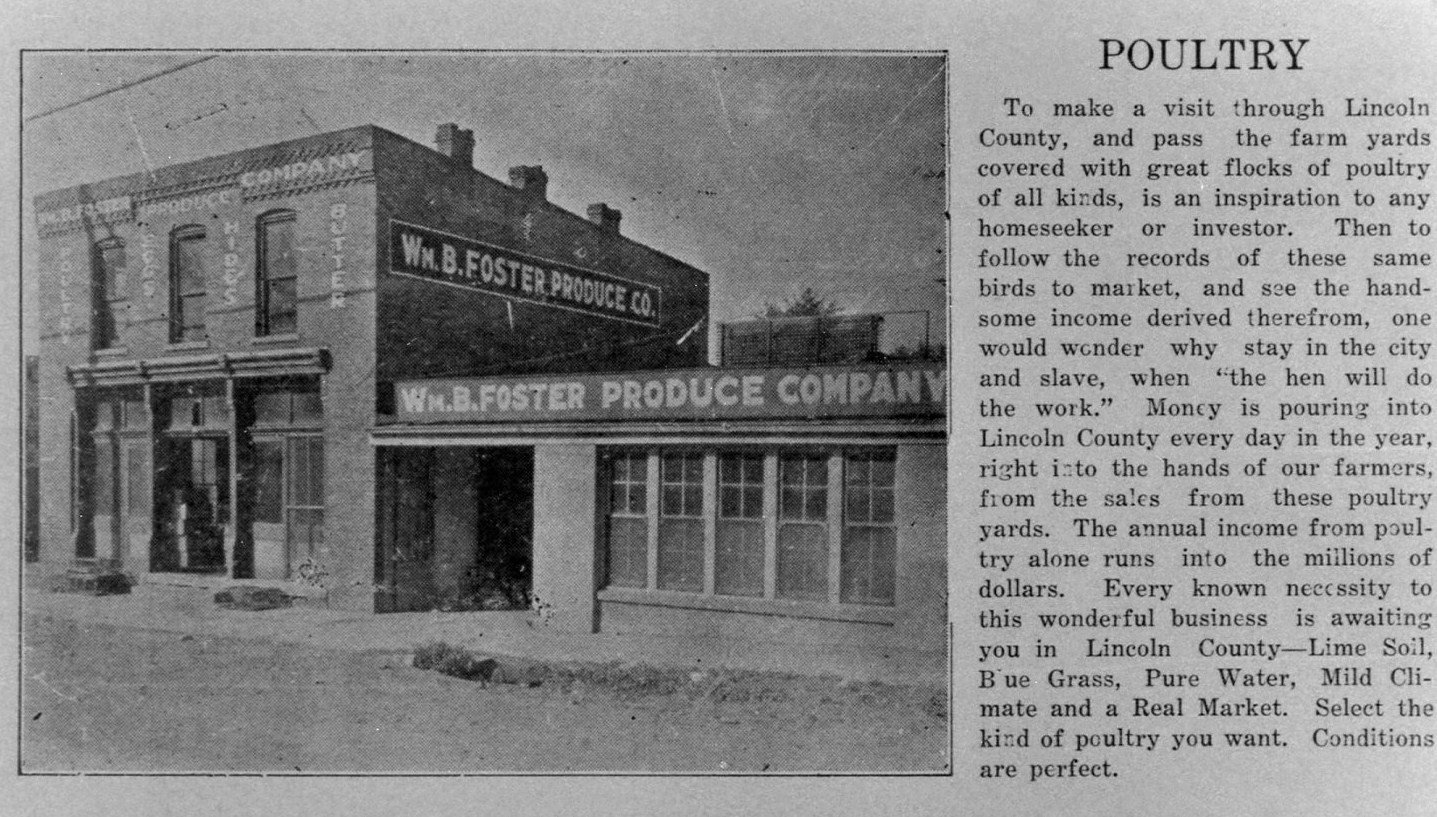 WM. B. FOSTER PRODUCE COMPANY
POULTRY
EGGS
HIDES
BUTTER
WM. B. FOSTER PRODUCE CO.
WM. B. FOSTER PRODUCE COMPANY
POULTRY
To make a visit through Lincoln
County, and pass the farm yards
covered with great flocks of poultry
of all kinds, is an inspiration to any
homeseeker or investor. Then to
follow the records of these same
birds to market, and see the hand-
some income derived therefrom, one
would wonder why stay in the city
and slave, when "the hen will do
the work." Money is pouring into
Lincoln County every day in the year,
right into the hands of our farmers,
from the sales from these poultry
yards. The annual income from poul-
try alone runs into the millions of
dollars. Every known necessity to
this wonderful business is awaiting
you in Lincoln County—Lime Soil,
Blue Grass, Pure Water, Mild Cli-
mate and a Real Market. Select the
kind of poultry you want. Conditions
are perfect.